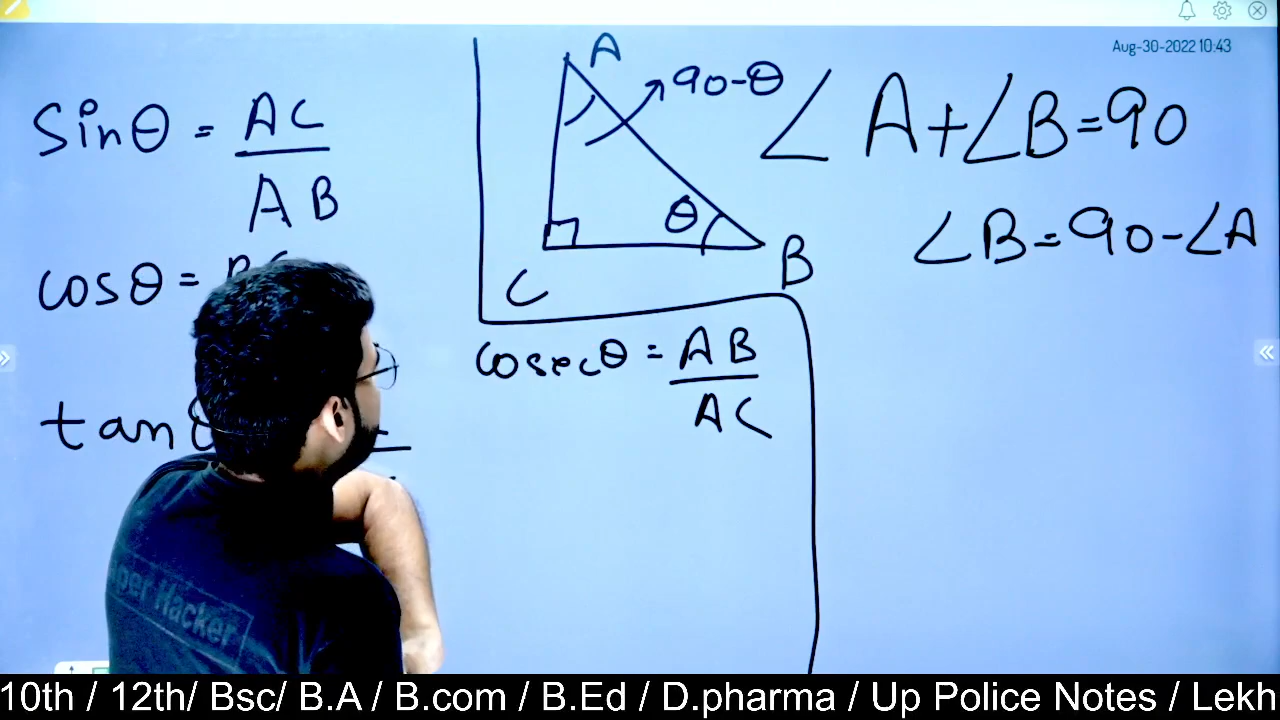 Aug-30-2022 10:43
Sinθ = AC
AB
cosθ =
tan
A
90-θ
θ
C
B
∠A+∠B=90
∠B=90-∠A
cosecθ = AB
AC
Hacker
10th / 12th/ Bsc/ B.A / B.com / B.Ed / D.pharma / Up Police Notes / Lekh